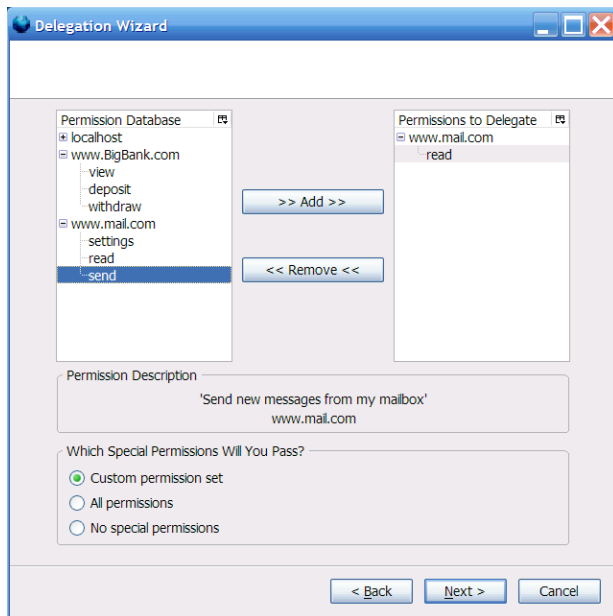 Delegation Wizard
Permission Database
localhost
www.BigBank.com
view
deposit
withdraw
www.mail.com
settings
read
send
>> Add >>
<< Remove <<
Permissions to Delegate
www.mail.com
read
Permission Description
'Send new messages from my mailbox'
www.mail.com
Which Special Permissions Will You Pass?
Custom permission set
All permissions
No special permissions
< Back
Next >
Cancel